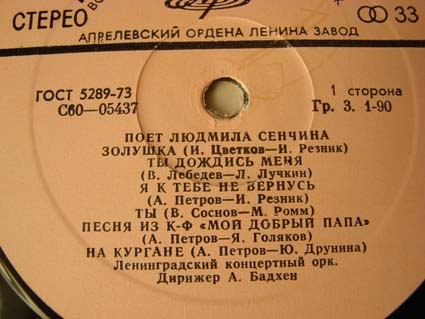 СТЕРЕО
33
АПРЕЛЕВСКИЙ ОРДЕНА ЛЕНИНА ЗАВОД
ГОСТ 5289-73
1 сторона
С60—05437
Гр. 3. 1-90
ПОЕТ ЛЮДМИЛА СЕНЧИНА
ЗОЛУШКА (И. Цветков—И. Резник)
ТЫ ДОЖДИСЬ МЕНЯ
(В. Лебедев—Л. Лучкин)
Я К ТЕБЕ НЕ ВЕРНУСЬ
(А. Петров—И. Резник)
ТЫ (В. Соснов—М. Ромм)
ПЕСНЯ ИЗ К-Ф «МОЙ ДОБРЫЙ ПАПА»
(А. Петров—Я. Голяков)
НА КУРГАНЕ (А. Петров—Ю. Друнина)
Ленинградский концертный орк.
Дирижер А. Бадхен